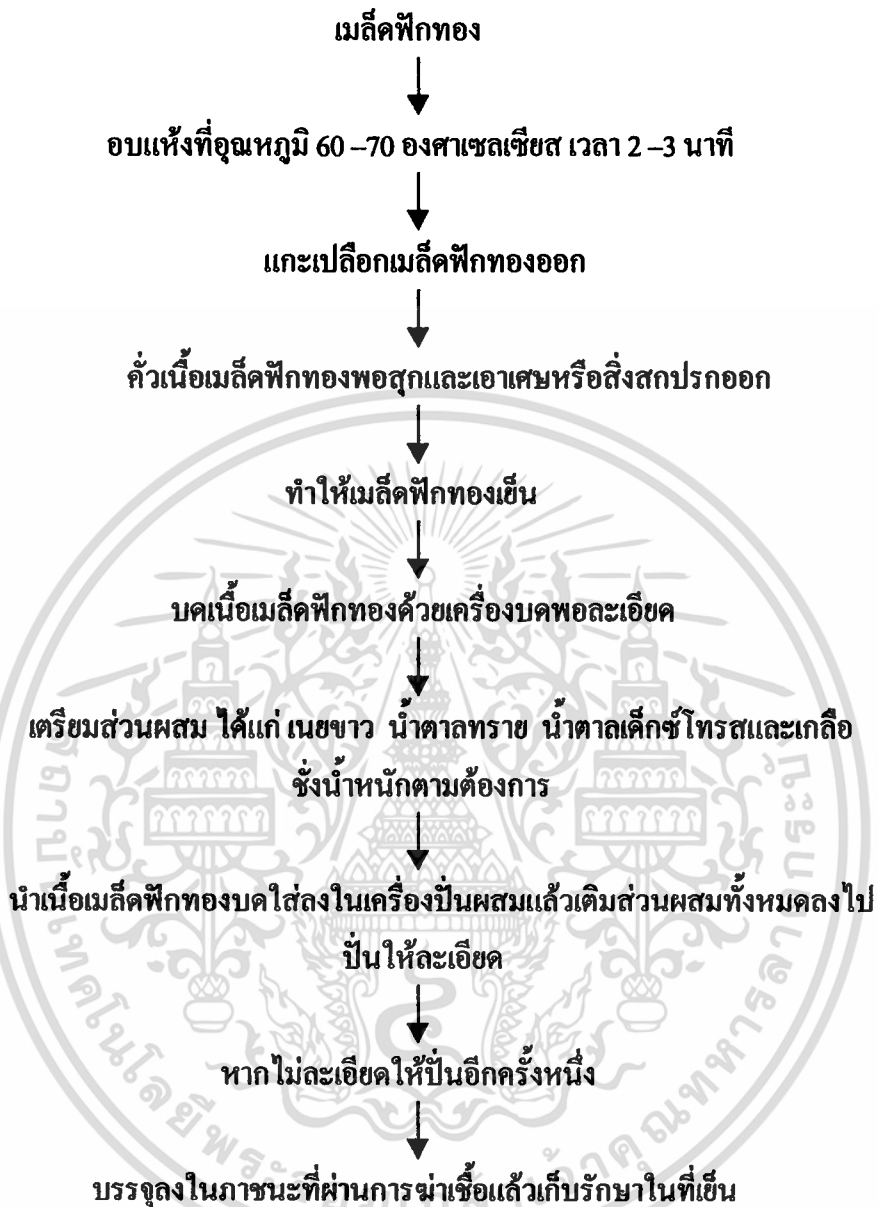 เมล็ดฟักทอง
อบแห้งที่อุณหภูมิ 60 –70 องศาเซลเซียส เวลา 2 –3 นาที
แกะเปลือกเมล็ดฟักทองออก
คั่วเนื้อเมล็ดฟักทองพอสุกและเอาเศษหรือสิ่งสกปรกออก
ทำให้เมล็ดฟักทองเย็น
บดเนื้อเมล็ดฟักทองด้วยเครื่องบดพอละเอียด
เตรียมส่วนผสม ได้แก่ เนยขาว น้ำตาลทราย น้ำตาลเด็กซ์โทรสและเกลือ
ชั่งน้ำหนักตามต้องการ
นำเนื้อเมล็ดฟักทองบดใส่ลงในเครื่องปั่นผสมแล้วเติมส่วนผสมทั้งหมดลงไป
ปั่นให้ละเอียด
หากไม่ละเอียดให้ปั่นอีกครั้งหนึ่ง
บรรจุลงในภาชนะที่ผ่านการฆ่าเชื้อแล้วเก็บรักษาในที่เย็น